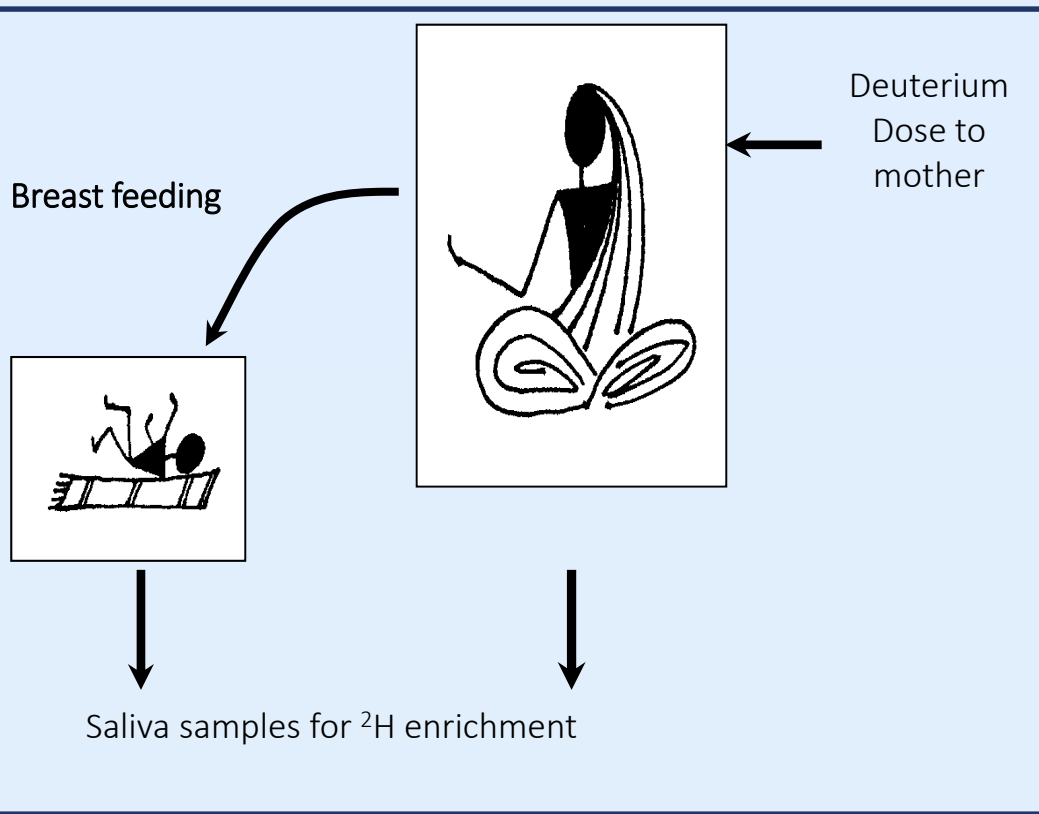 Deuterium
Dose to
mother
Breast feeding
Saliva samples for ²H enrichment